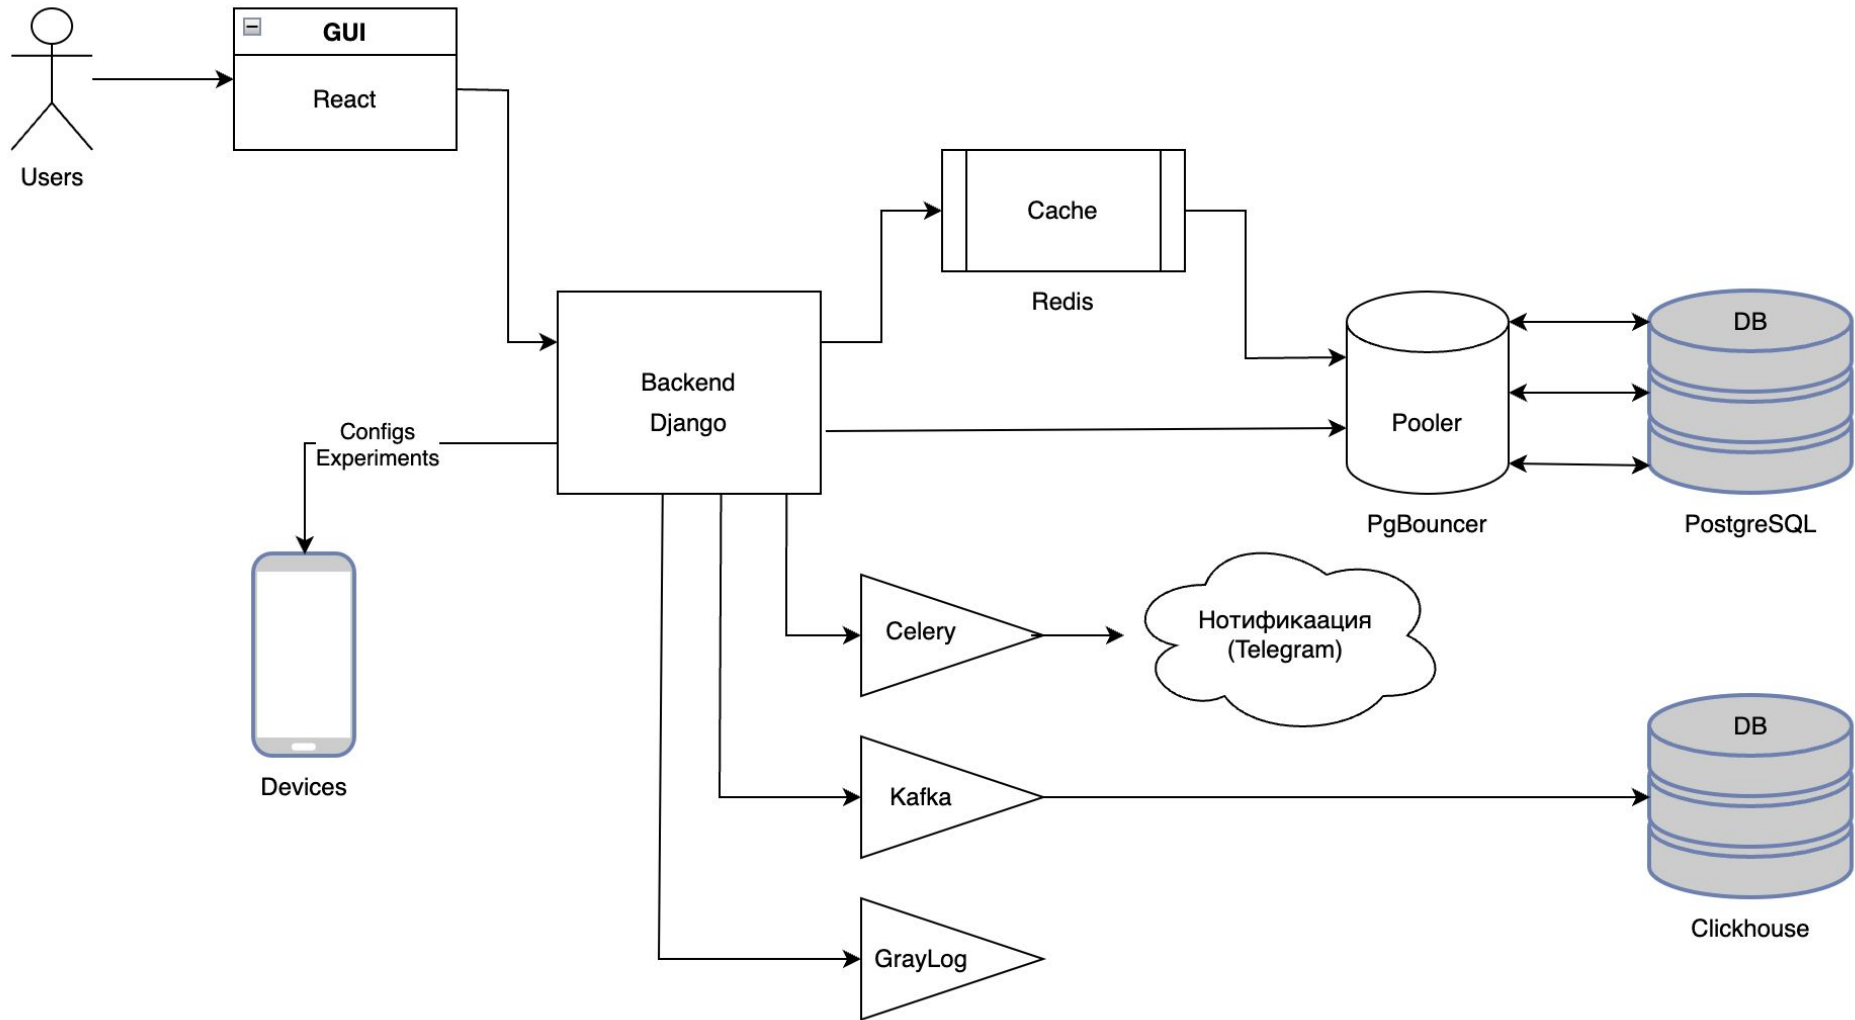 GUI
React
Users
Cache
Redis
Backend
Django
DB
Pooler
PgBouncer
PostgreSQL
Configs
Experiments
Devices
Celery
Нотификаация
(Telegram)
Kafka
DB
Clickhouse
GrayLog